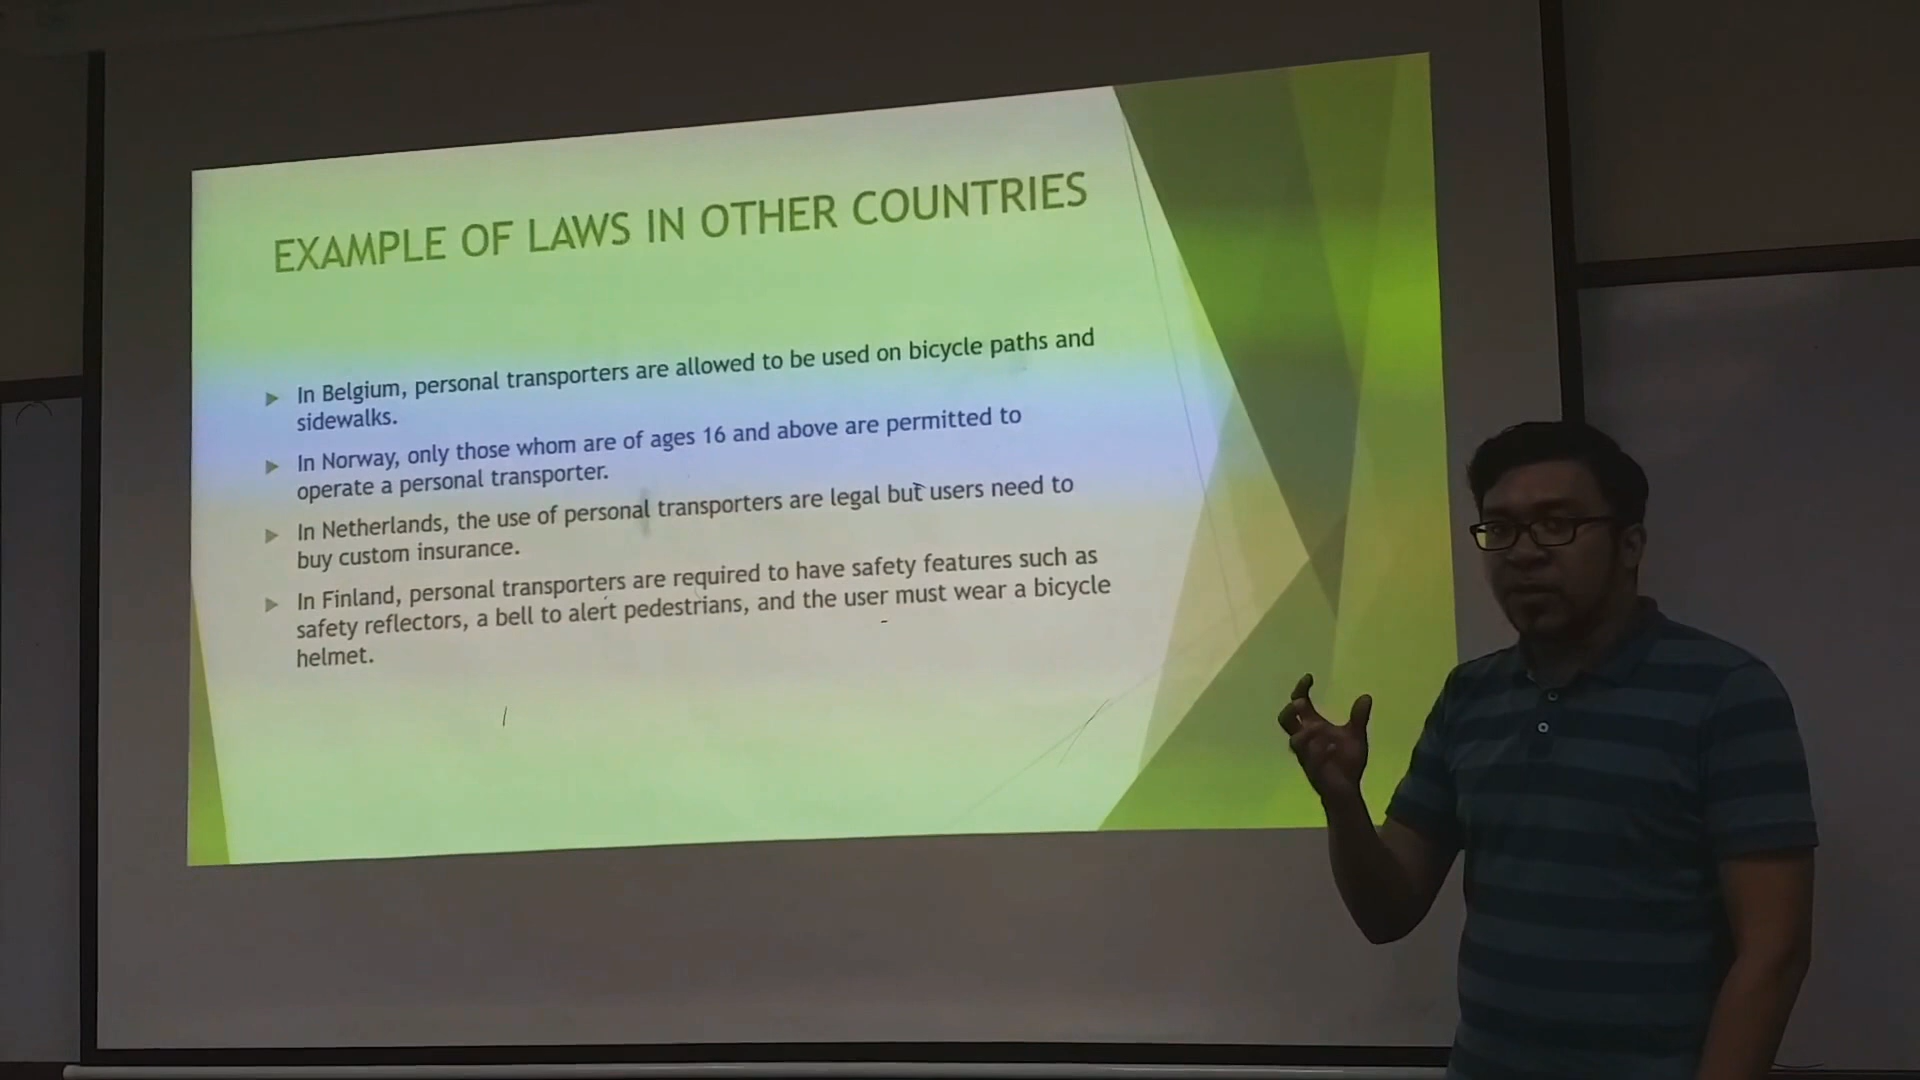 EXAMPLE OF LAWS IN OTHER COUNTRIES
In Belgium, personal transporters are allowed to be used on bicycle paths and
sidewalks.
In Norway, only those whom are of ages 16 and above are permitted to
operate a personal transporter.
In Netherlands, the use of personal transporters are legal but users need to
buy custom insurance.
In Finland, personal transporters are required to have safety features such as
safety reflectors, a bell to alert pedestrians, and the user must wear a bicycle
helmet.